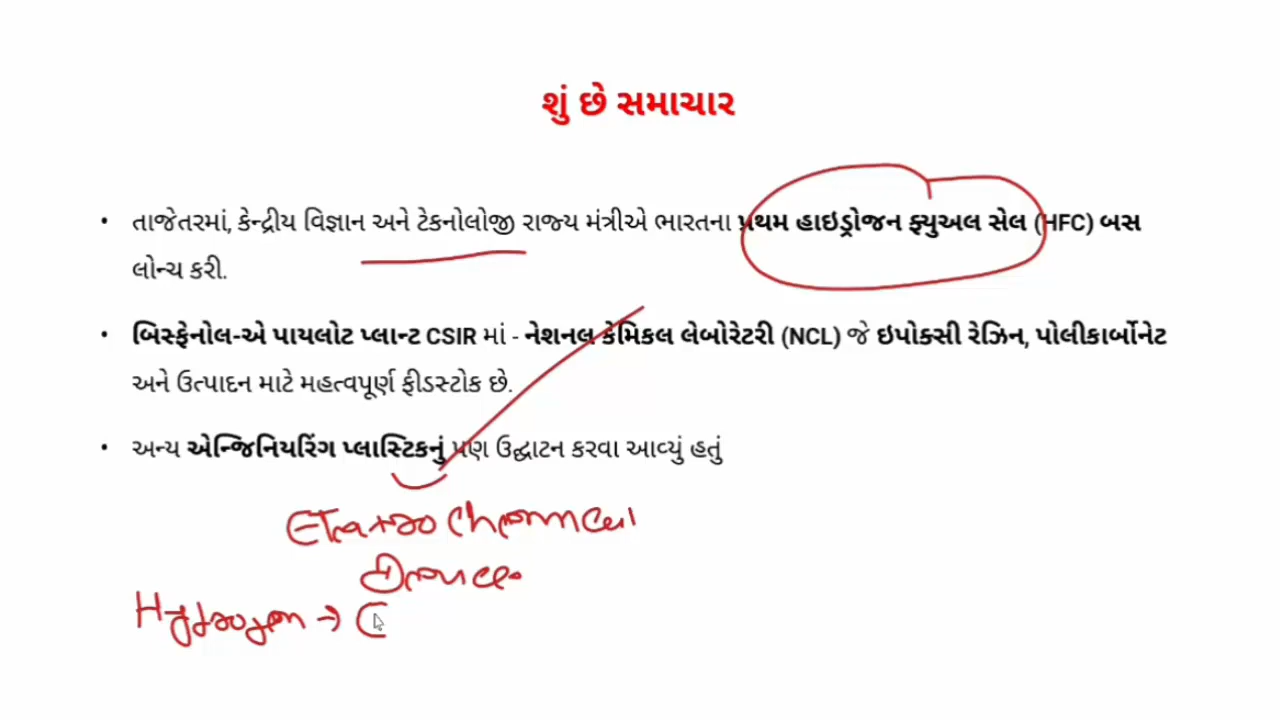 શું છે સમાચાર
• તાજેતરમાં, કેન્દ્રીય વિજ્ઞાન અને ટેકનોલોજી રાજ્ય મંત્રીએ ભારતના પ્રથમ હાઇડ્રોજન ફ્યુઅલ સેલ (HFC) બસ
લોન્ચ કરી.
• બિસ્ફેનોલ-એ પાયલોટ પ્લાન્ટ CSIR માં - નેશનલ કેમિકલ લેબોરેટરી (NCL) જે ઇપોક્સી રેઝિન, પોલીકાર્બોનેટ
અને ઉત્પાદન માટે મહત્વપૂર્ણ ફીડસ્ટોક છે.
• અન્ય એન્જિનિયરિંગ પ્લાસ્ટિકનું પણ ઉદ્ઘાટન કરવા આવ્યું હતું
Hydrogen →